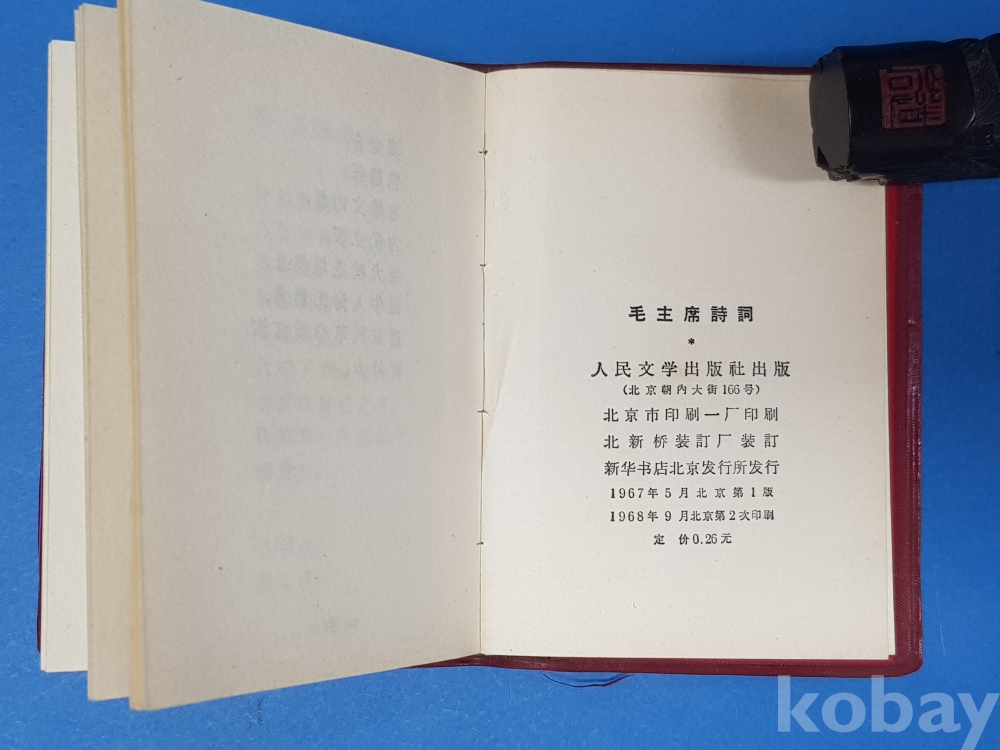 毛主席詩詞
*
人民文学出版社出版
(北京朝内大街166号)
北京市印刷一厂印刷
北新桥装訂厂装訂
新华书店北京发行所发行
1967年5月北京第1版
1968年9月北京第2次印刷
定价0.26元
kobay